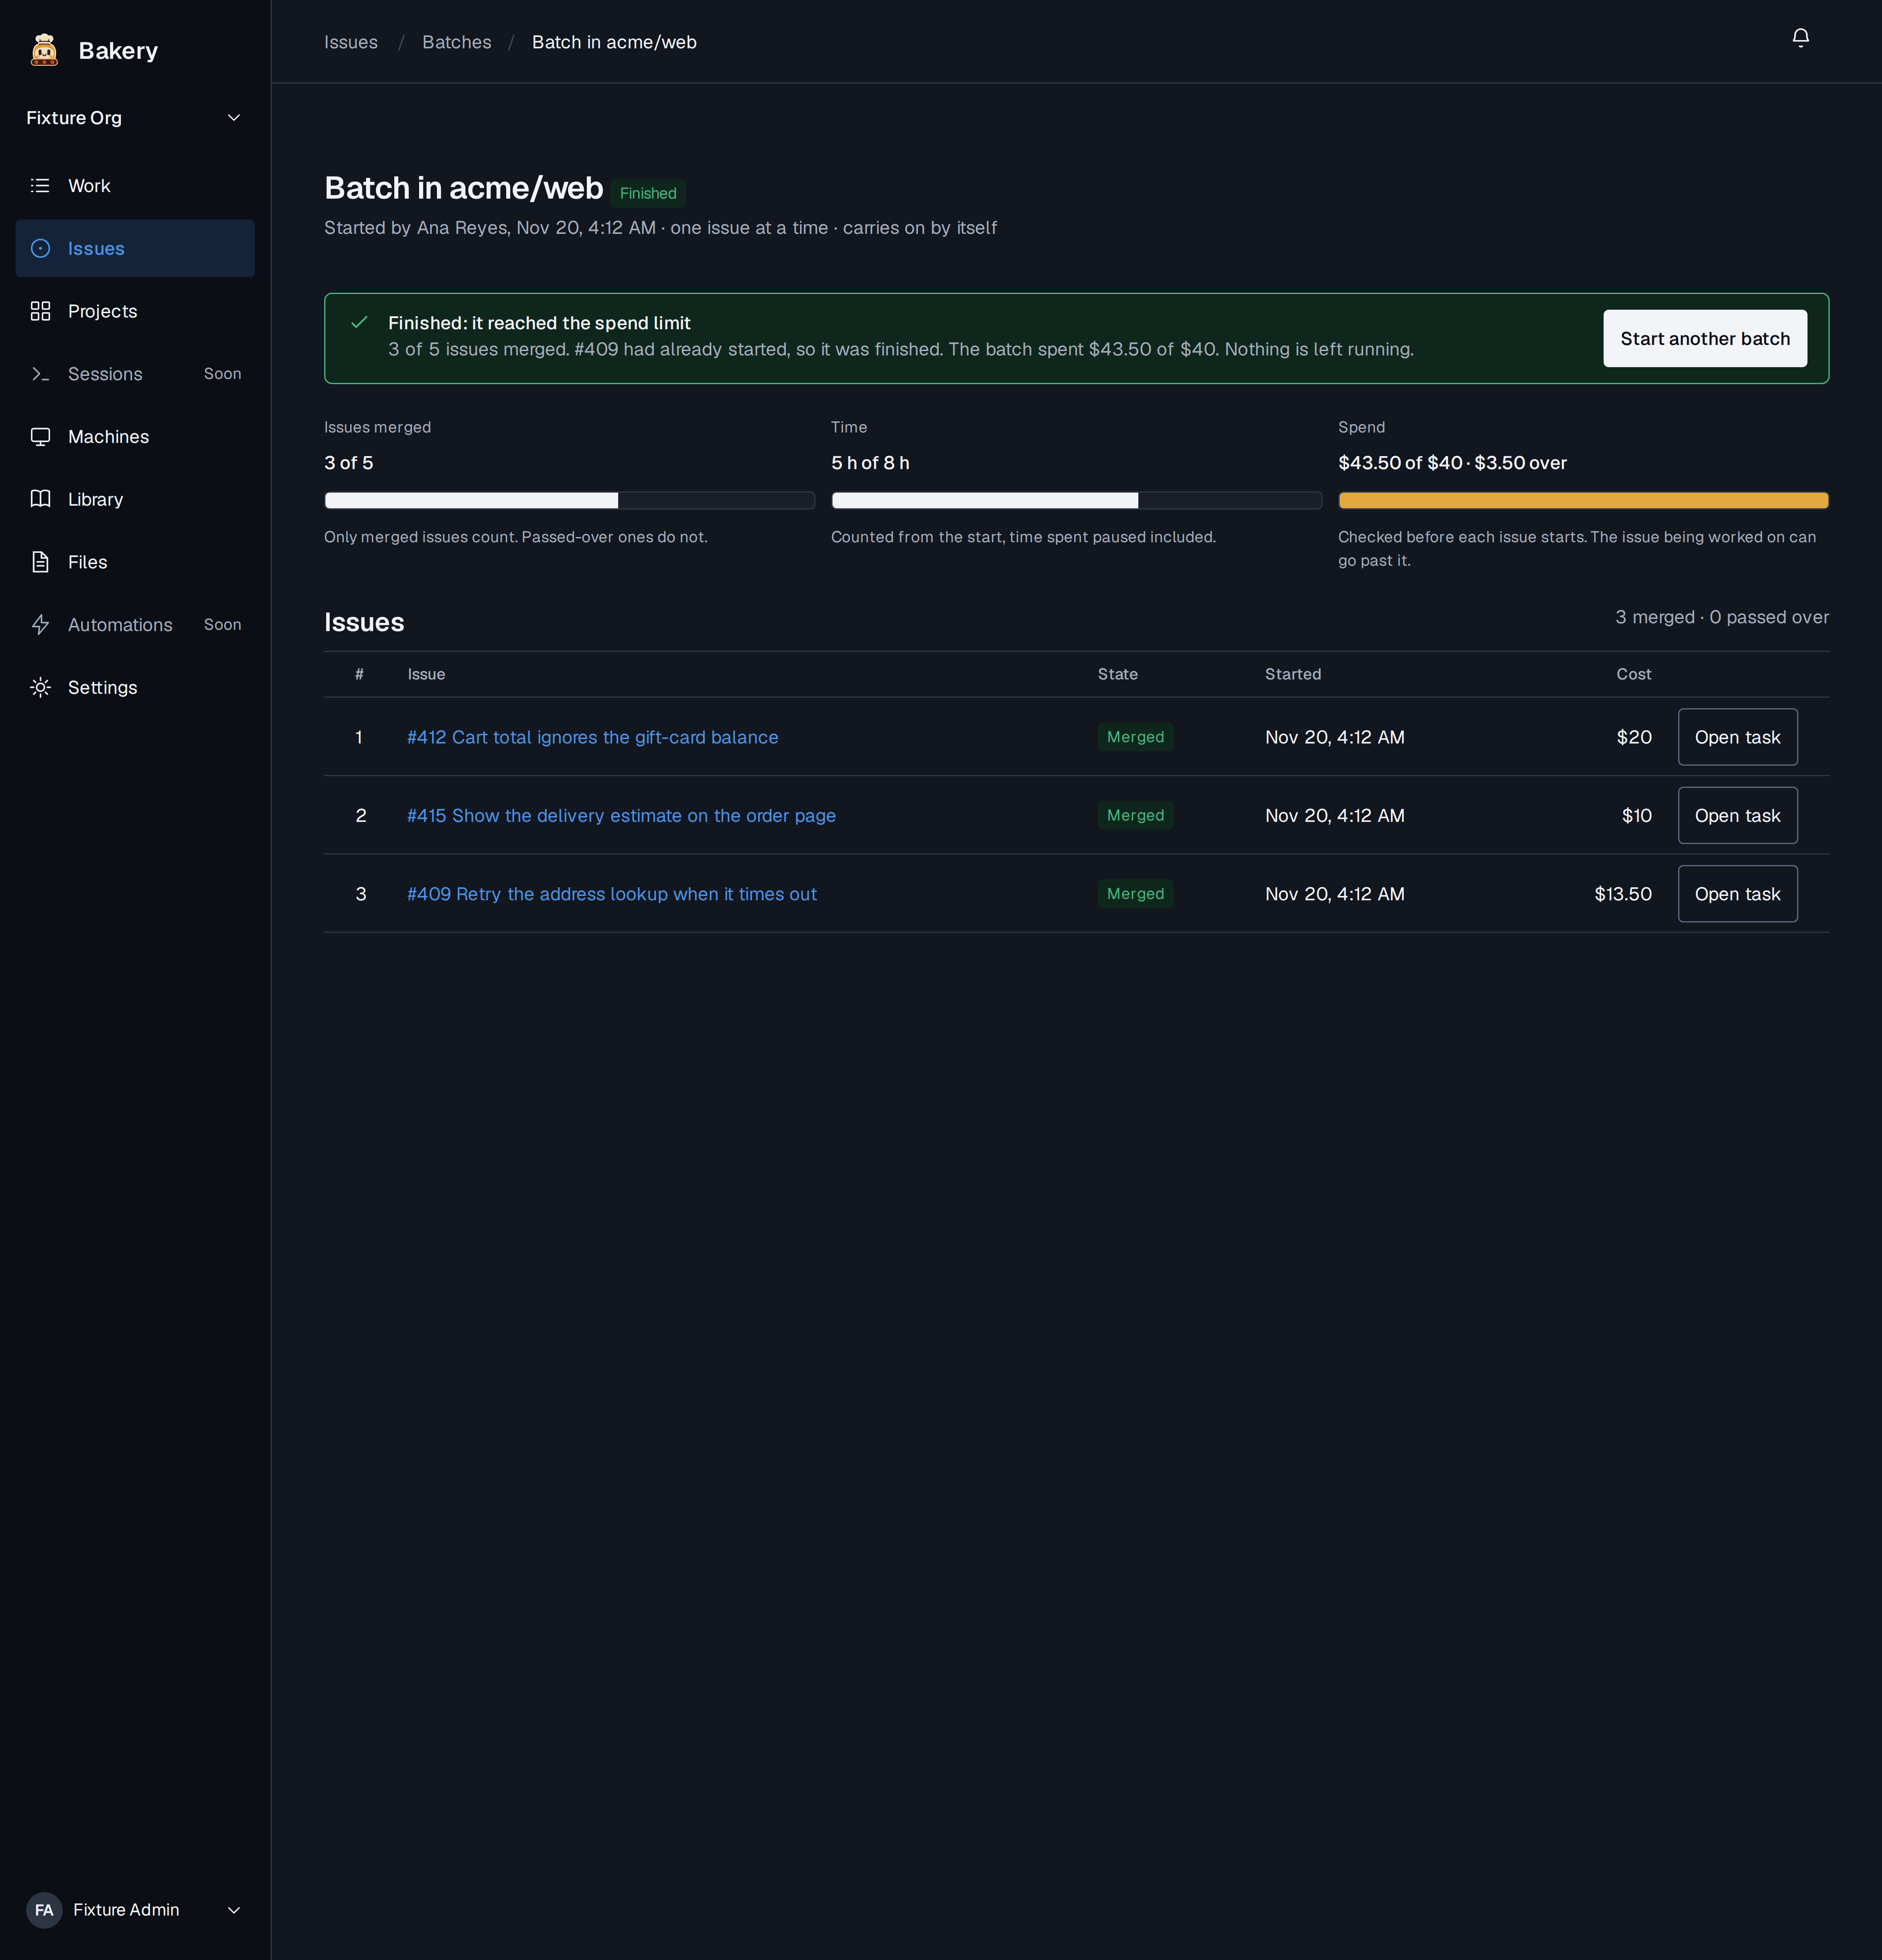 Bakery
Fixture Org
Work
Issues
Projects
Sessions Soon
Machines
Library
Files
Automations Soon
Settings
FA Fixture Admin
Issues / Batches / Batch in acme/web
Batch in acme/web Finished
Started by Ana Reyes, Nov 20, 4:12 AM · one issue at a time · carries on by itself
Finished: it reached the spend limit
3 of 5 issues merged. #409 had already started, so it was finished. The batch spent $43.50 of $40. Nothing is left running.
Start another batch
Issues merged
3 of 5
Only merged issues count. Passed-over ones do not.
Time
5 h of 8 h
Counted from the start, time spent paused included.
Spend
$43.50 of $40 · $3.50 over
Checked before each issue starts. The issue being worked on can
go past it.
Issues
3 merged · 0 passed over
# Issue State Started Cost
1 #412 Cart total ignores the gift-card balance Merged Nov 20, 4:12 AM $20 Open task
2 #415 Show the delivery estimate on the order page Merged Nov 20, 4:12 AM $10 Open task
3 #409 Retry the address lookup when it times out Merged Nov 20, 4:12 AM $13.50 Open task